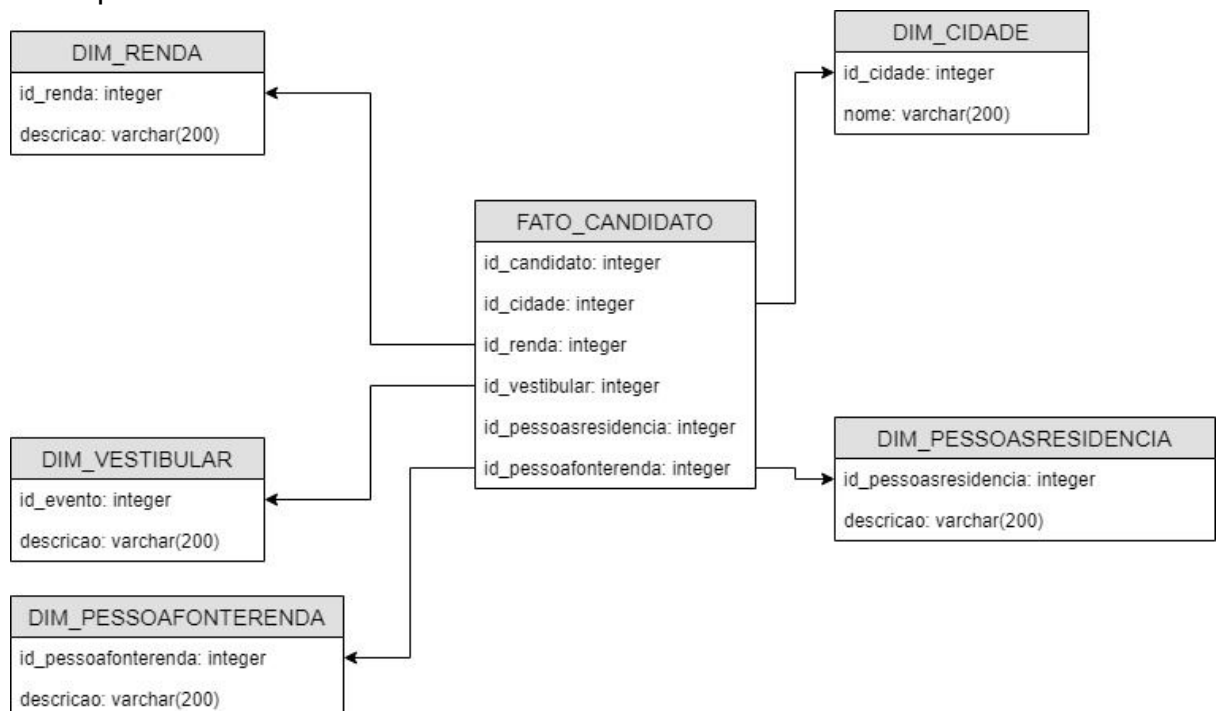 DIM_RENDA
id_renda: integer
descricao: varchar(200)
DIM_CIDADE
id_cidade: integer
nome: varchar(200)
FATO_CANDIDATO
id_candidato: integer
id_cidade: integer
id_renda: integer
id_vestibular: integer
id_pessoasresidencia: integer
id_pessoafonterenda: integer
DIM_VESTIBULAR
id_evento: integer
descricao: varchar(200)
DIM_PESSOASRESIDENCIA
id_pessoasresidencia: integer
descricao: varchar(200)
DIM_PESSOAFONTERENDA
id_pessoafonterenda: integer
descricao: varchar(200)